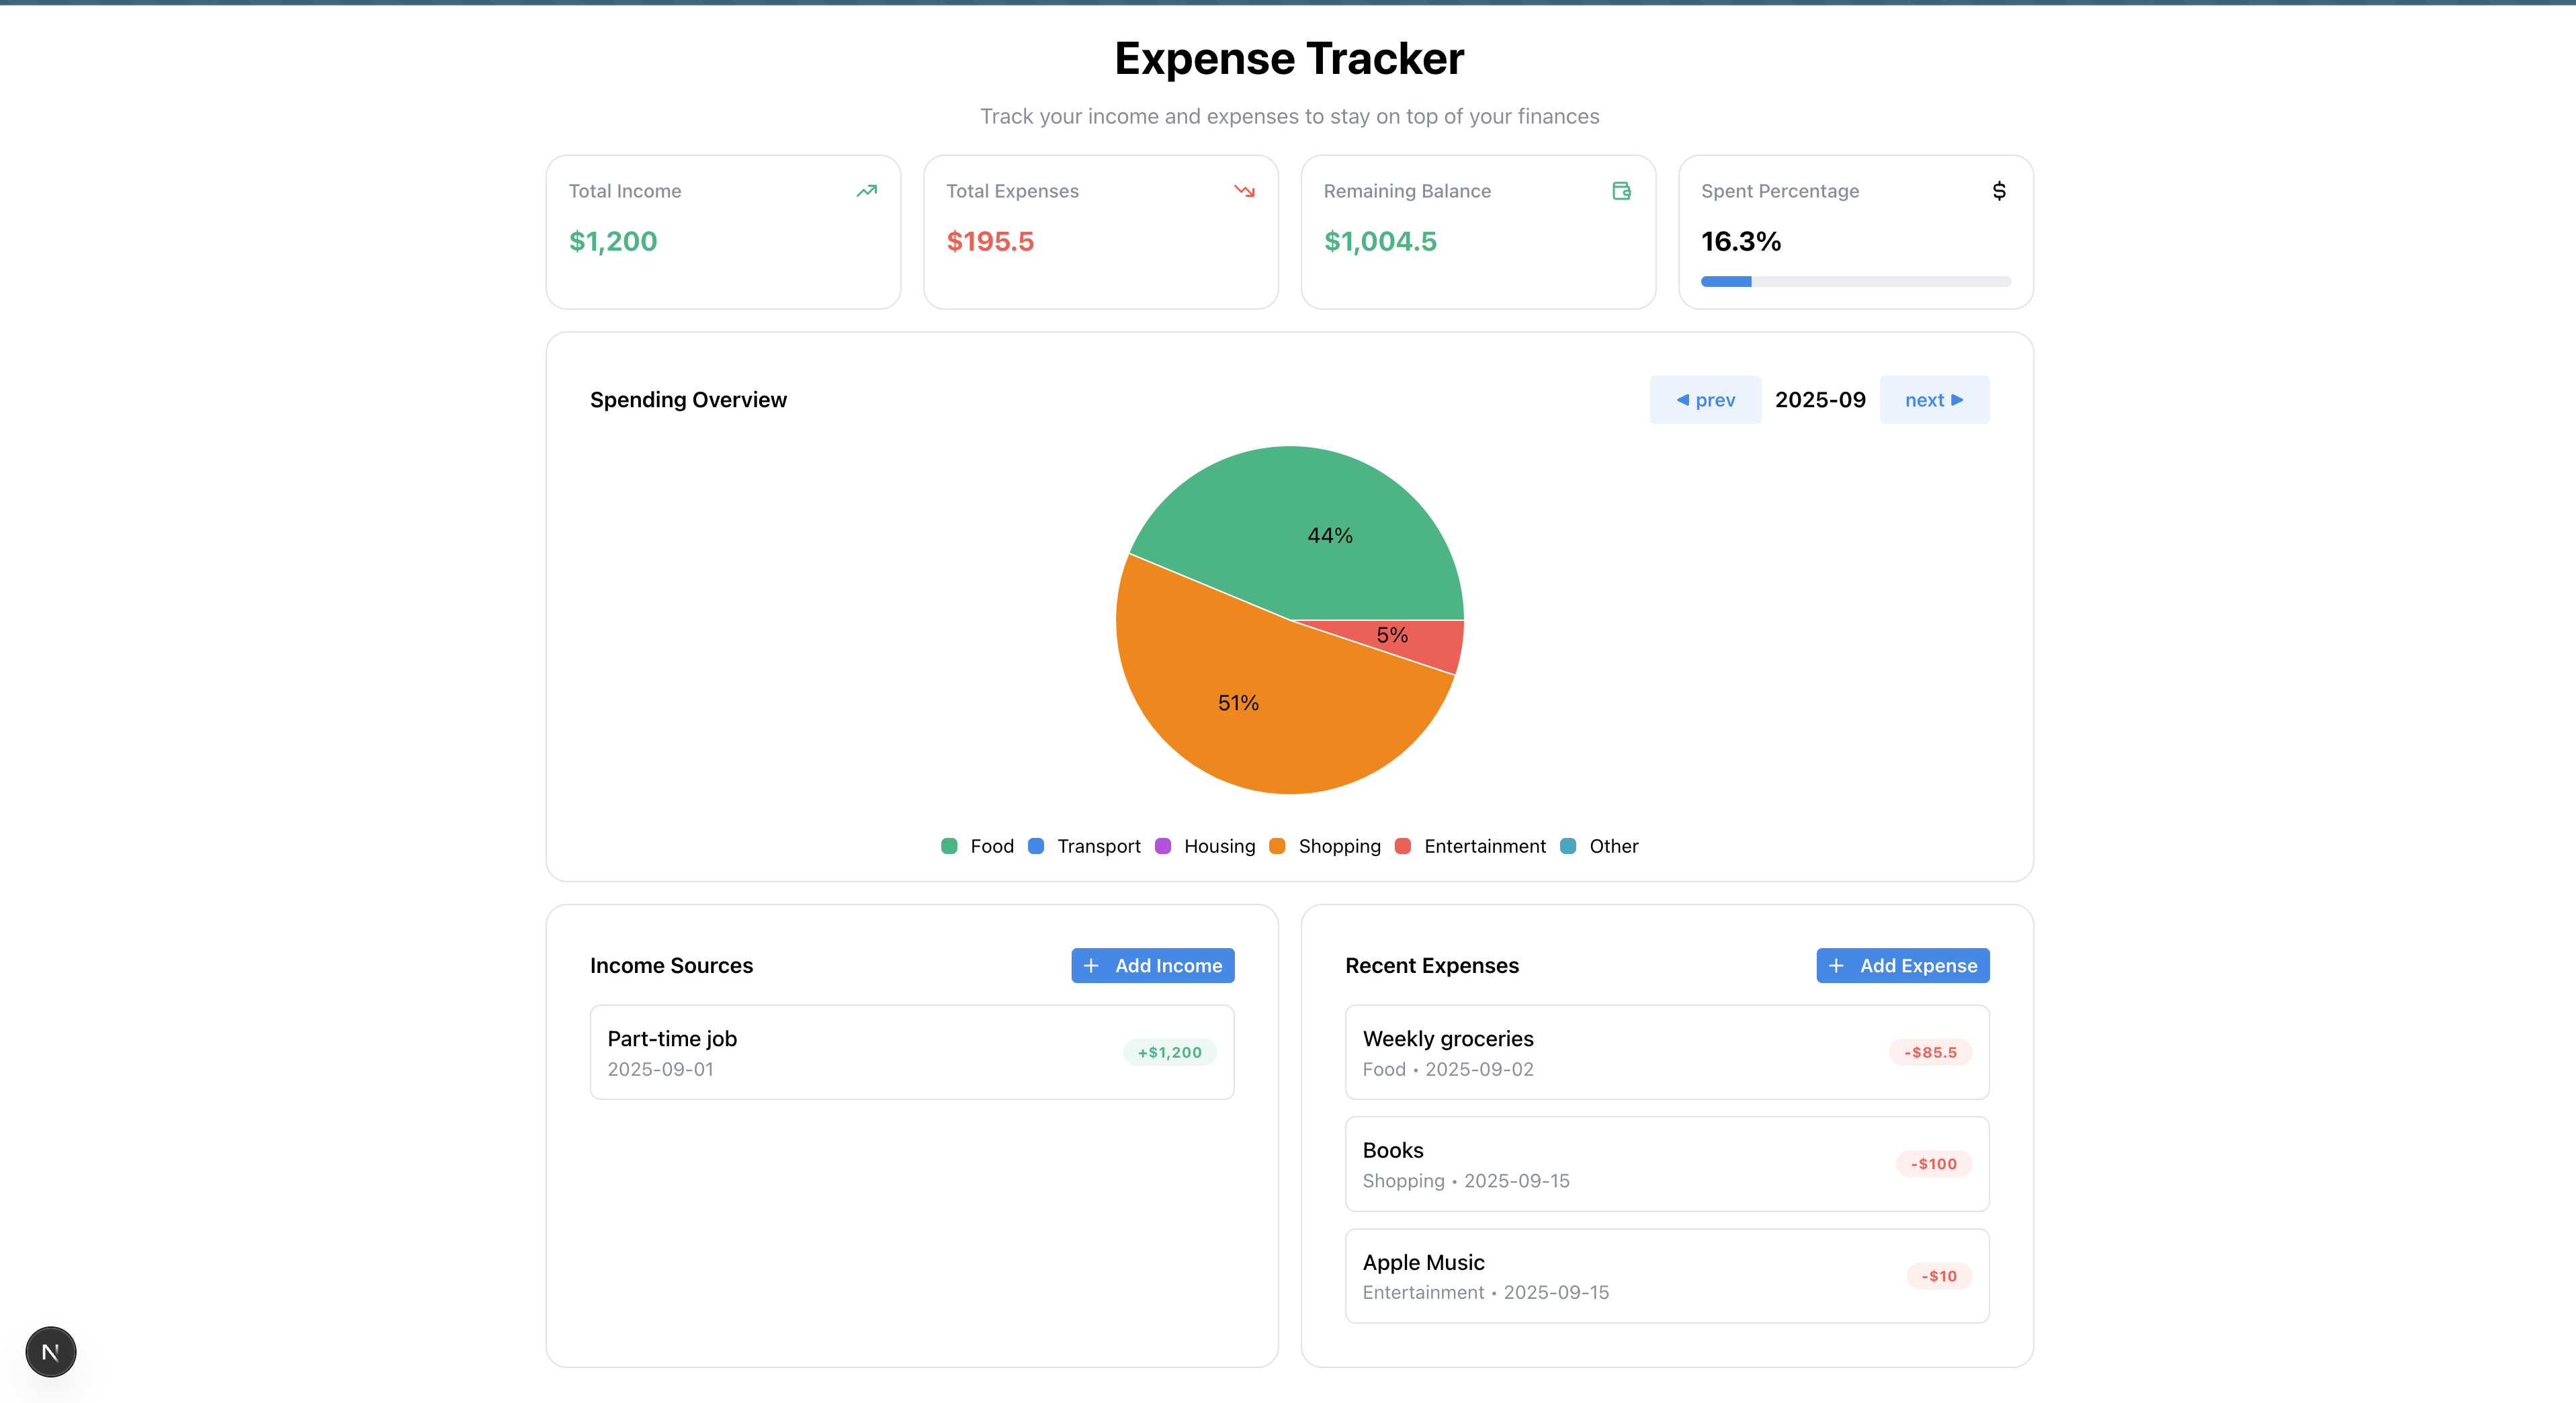 Expense Tracker
Track your income and expenses to stay on top of your finances
Total Income
$1,200
Total Expenses
$195.5
Remaining Balance
$1,004.5
Spent Percentage
$
16.3%
Spending Overview
◀ prev 2025-09 next ▶
44%
5%
51%
Food Transport Housing Shopping Entertainment Other
Income Sources
+ Add Income
Part-time job
2025-09-01
+$1,200
Recent Expenses
+ Add Expense
Weekly groceries
Food • 2025-09-02
-$85.5
Books
Shopping • 2025-09-15
-$100
Apple Music
Entertainment • 2025-09-15
-$10
N